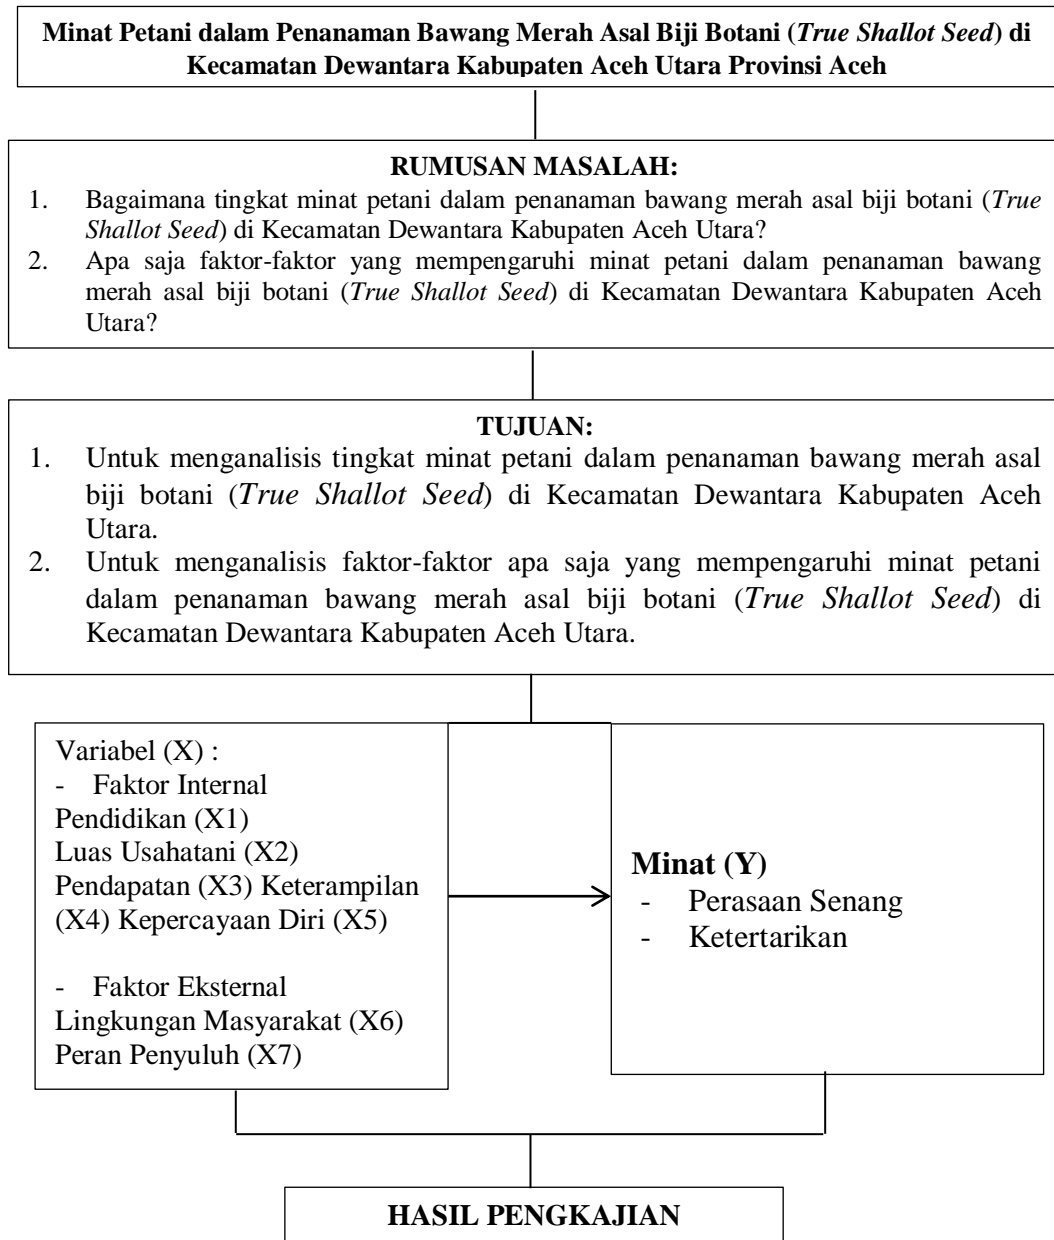 Minat Petani dalam Penanaman Bawang Merah Asal Biji Botani (True Shallot Seed) di
Kecamatan Dewantara Kabupaten Aceh Utara Provinsi Aceh
RUMUSAN MASALAH:
1. Bagaimana tingkat minat petani dalam penanaman bawang merah asal biji botani (True
Shallot Seed) di Kecamatan Dewantara Kabupaten Aceh Utara?
2. Apa saja faktor-faktor yang mempengaruhi minat petani dalam penanaman bawang
merah asal biji botani (True Shallot Seed) di Kecamatan Dewantara Kabupaten Aceh
Utara?
TUJUAN:
1. Untuk menganalisis tingkat minat petani dalam penanaman bawang merah asal
biji botani (True Shallot Seed) di Kecamatan Dewantara Kabupaten Aceh
Utara.
2. Untuk menganalisis faktor-faktor apa saja yang mempengaruhi minat petani
dalam penanaman bawang merah asal biji botani (True Shallot Seed) di
Kecamatan Dewantara Kabupaten Aceh Utara.
Variabel (X) :
- Faktor Internal
Pendidikan (X1)
Luas Usahatani (X2)
Pendapatan (X3) Keterampilan
(X4) Kepercayaan Diri (X5)
- Faktor Eksternal
Lingkungan Masyarakat (X6)
Peran Penyuluh (X7)
Minat (Y)
- Perasaan Senang
- Ketertarikan
HASIL PENGKAJIAN